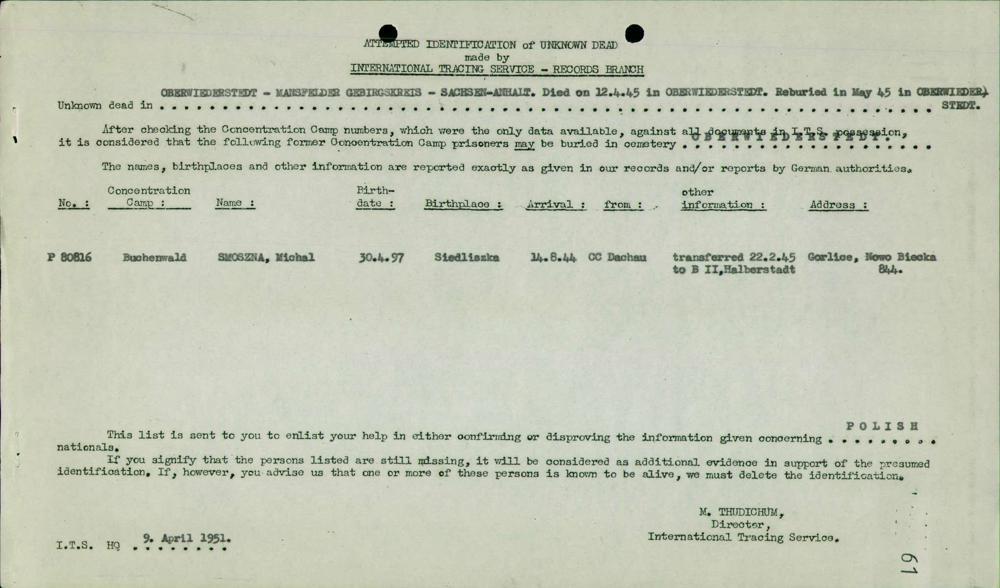 ATTEMPTED IDENTIFICATION of UNKNOWN DEAD
made by
INTERNATIONAL TRACING SERVICE - RECORDS BRANCH
OBERWIEDERSTEDT - MANSFELDER GEBIRGSKREIS - SACHSEN-ANHALT. Died on 12.4.45 in OBERWIEDERSTEDT. Reburied in May 45 in OBERWIEDER/
Unknown dead in . . . . . . . . . . . . . . . . . . . . . . . . . . . . . . . . . . . . . . . . . . . . STEDT.
After checking the Concentration Camp numbers, which were the only data available, against all documents in I.T.S. possession,
it is considered that the following former Concentration Camp prisoners may be buried in cemetery OBERWIEDERSTEDT.
The names, birthplaces and other information are reported exactly as given in our records and/or reports by German authorities.
No. : Concentration Camp : Name : Birth-date : Birthplace : Arrival : from : other information : Address :
P 80816 Buchenwald SMOSZNA, Michal 30.4.97 Siedliszka 14.8.44 CC Dachau transferred 22.2.45 Gorlice, Nowo Biecka
to B II,Halberstadt 844.
POLISH
This list is sent to you to enlist your help in either confirming or disproving the information given concerning . . . . . . . . .
nationals.
If you signify that the persons listed are still missing, it will be considered as additional evidence in support of the presumed
identification. If, however, you advise us that one or more of these persons is known to be alive, we must delete the identification.
M. THUDICHUM,
Director,
International Tracing Service.
I.T.S. HQ 9. April 1951.
61